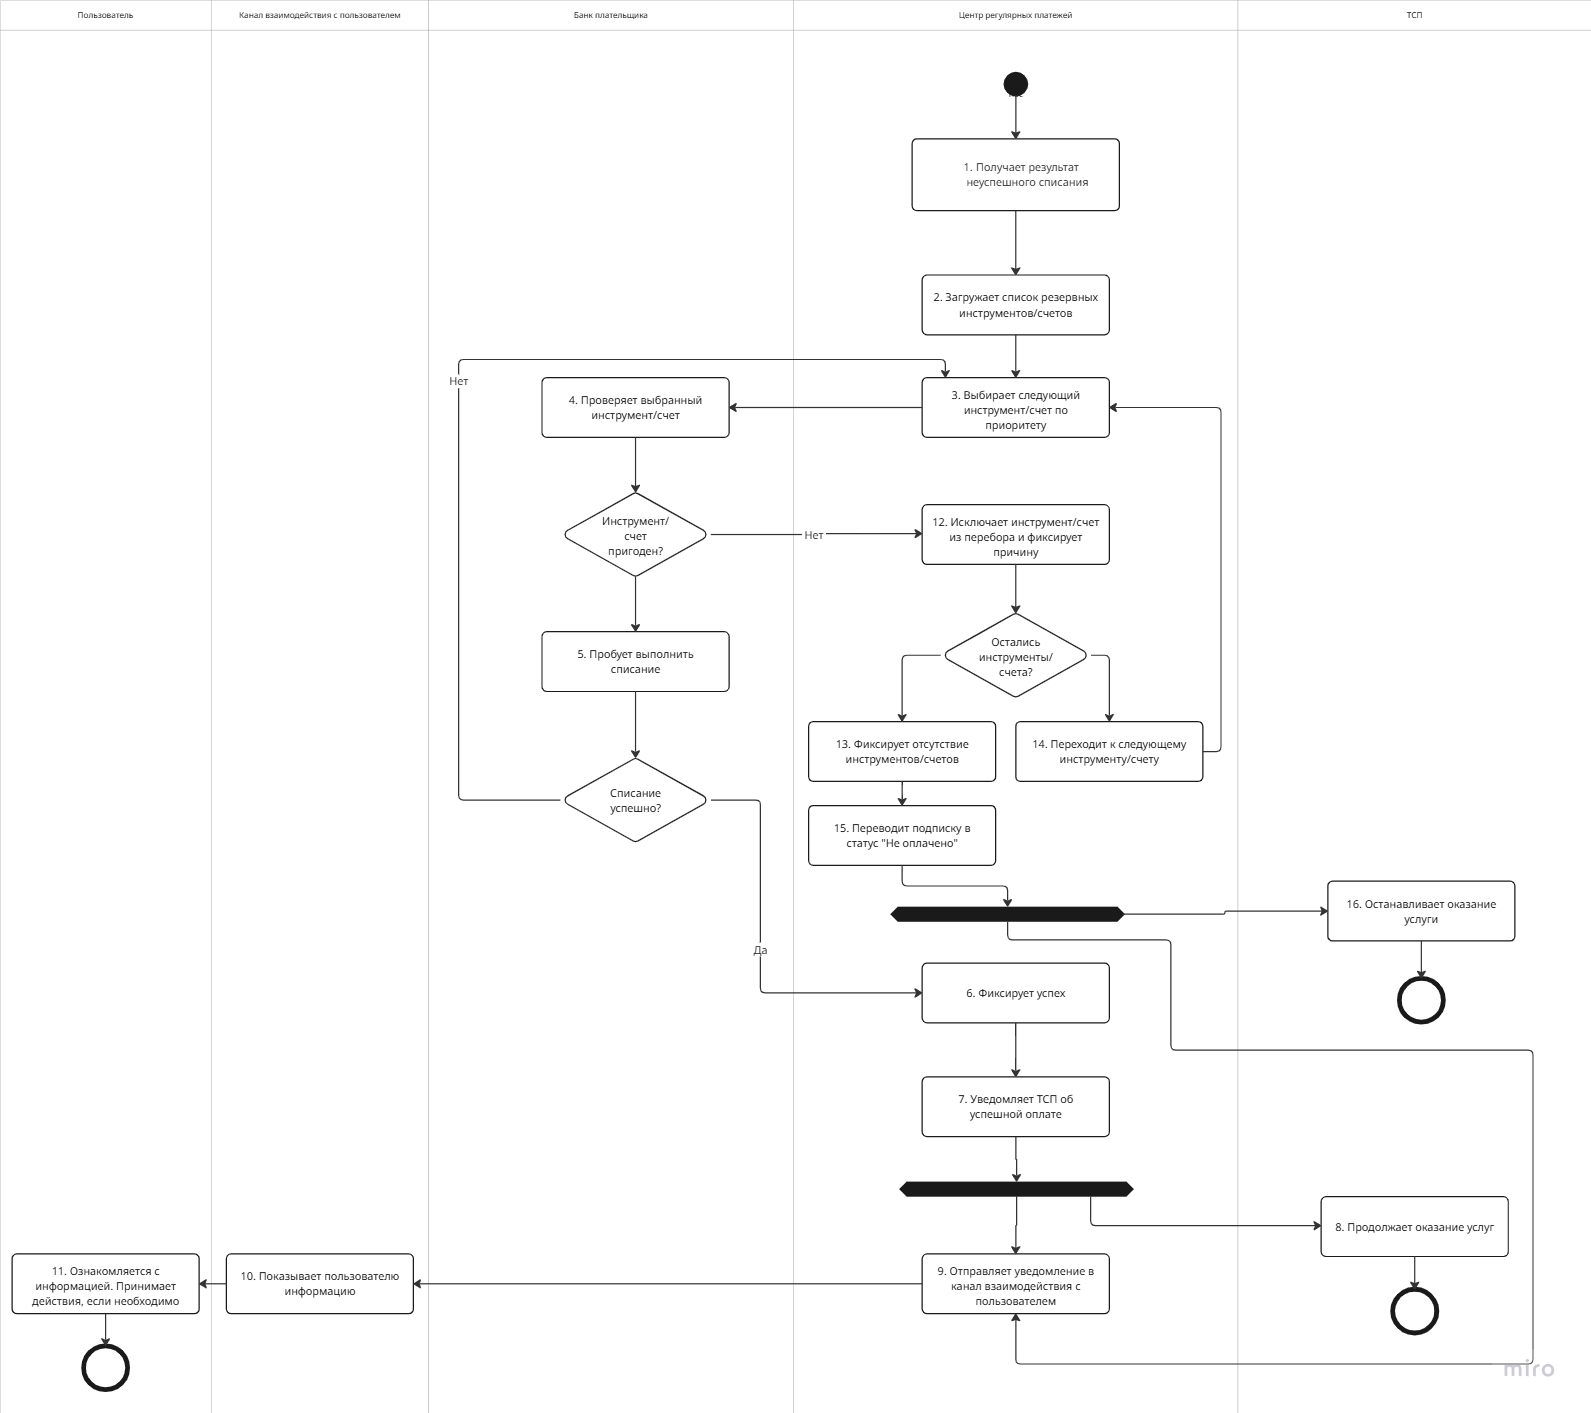 Пользователь
Канал взаимодействия с пользователем
Банк плательщика
Центр регулярных платежей
ТСП
1. Получает результат
неуспешного списания
2. Загружает список резервных
инструментов/счетов
Нет
4. Проверяет выбранный
инструмент/счет
3. Выбирает следующий
инструмент/счет по
приоритету
Инструмент/
счет
пригоден?
Нет
12. Исключает инструмент/счет
из перебора и фиксирует
причину
5. Пробует выполнить
списание
Остались
инструменты/
счета?
13. Фиксирует отсутствие
инструментов/счетов
14. Переходит к следующему
инструменту/счету
Списание
успешно?
15. Переводит подписку в
статус "Не оплачено"
16. Останавливает оказание
услуги
Да
6. Фиксирует успех
7. Уведомляет ТСП об
успешной оплате
8. Продолжает оказание услуг
11. Ознакомляется с
информацией. Принимает
действия, если необходимо
10. Показывает пользователю
информацию
9. Отправляет уведомление в
канал взаимодействия с
пользователем
miro